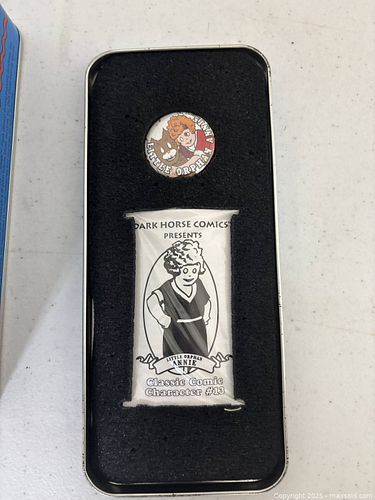 LITTLE ORPHAN
DARK HORSE COMICS
PRESENTS
LITTLE ORPHAN
ANNIE
Classic Comic
Character #13
Copyright 2025 - maxsold.com